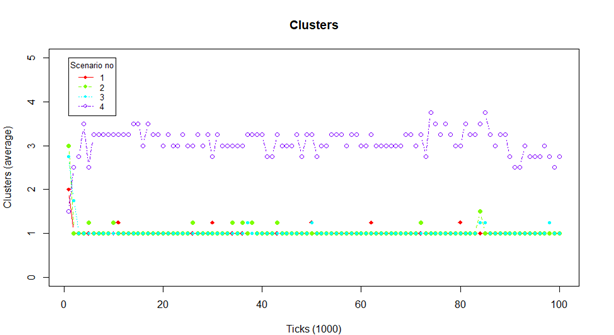 Clusters
Clusters (average)
5
4
3
2
1
0
Scenario no
1
2
3
4
0 20 40 60 80 100
Ticks (1000)